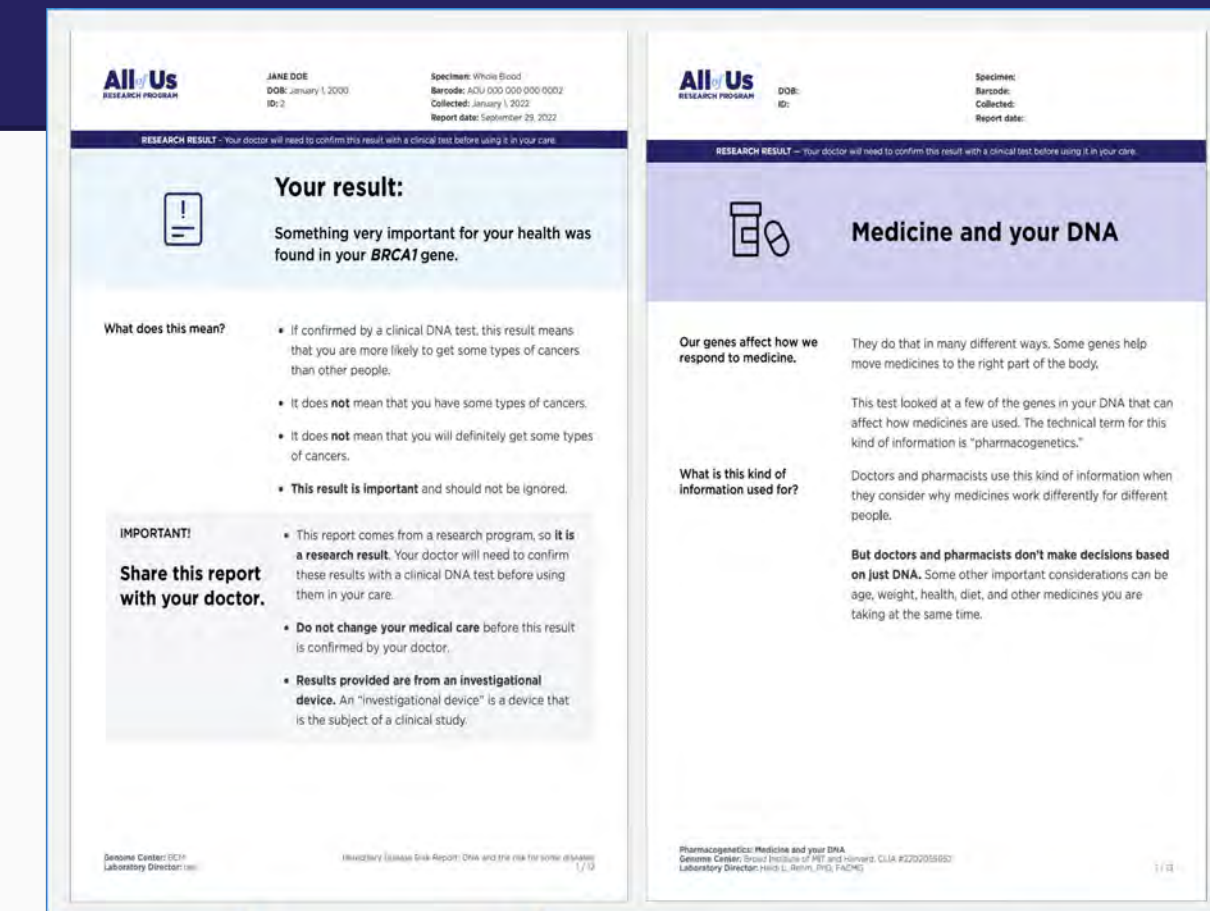 All of Us
RESEARCH PROGRAM
JANE DOE
DOB: January 1, 2000
ID: 2
Specimen: Whole Blood
Barcode: AOU 000 000 000 0002
Collected: January 1, 2022
Report date: September 29, 2022
RESEARCH RESULT - Your doctor will need to confirm this result with a clinical test before using it in your care.
Your result:
Something very important for your health was
found in your BRCA1 gene.
What does this mean?
• If confirmed by a clinical DNA test, this result means
that you are more likely to get some types of cancers
than other people.
• It does not mean that you have some types of cancers.
• It does not mean that you will definitely get some types
of cancers.
• This result is important and should not be ignored.
IMPORTANT!
Share this report
with your doctor.
• This report comes from a research program, so it is
a research result. Your doctor will need to confirm
these results with a clinical DNA test before using
them in your care.
• Do not change your medical care before this result
is confirmed by your doctor.
• Results provided are from an investigational
device. An "investigational device" is a device that
is the subject of a clinical study.
Genome Center: BCM
Laboratory Director:
Hereditary Disease Risk Report: DNA and the risk for some diseases
All of Us
RESEARCH PROGRAM
DOB:
ID:
Specimen:
Barcode:
Collected:
Report date:
RESEARCH RESULT — Your doctor will need to confirm this result with a clinical test before using it in your care.
Medicine and your DNA
Our genes affect how we
respond to medicine.
They do that in many different ways. Some genes help
move medicines to the right part of the body.
This test looked at a few of the genes in your DNA that can
affect how medicines are used. The technical term for this
kind of information is "pharmacogenetics."
What is this kind of
information used for?
Doctors and pharmacists use this kind of information when
they consider why medicines work differently for different
people.
But doctors and pharmacists don't make decisions based
on just DNA. Some other important considerations can be
age, weight, health, diet, and other medicines you are
taking at the same time.
Pharmacogenetics: Medicine and your DNA
Genome Center: Broad Institute of MIT and Harvard, CLIA
Laboratory Director: Heidi L. Rehm, PhD, FACMG